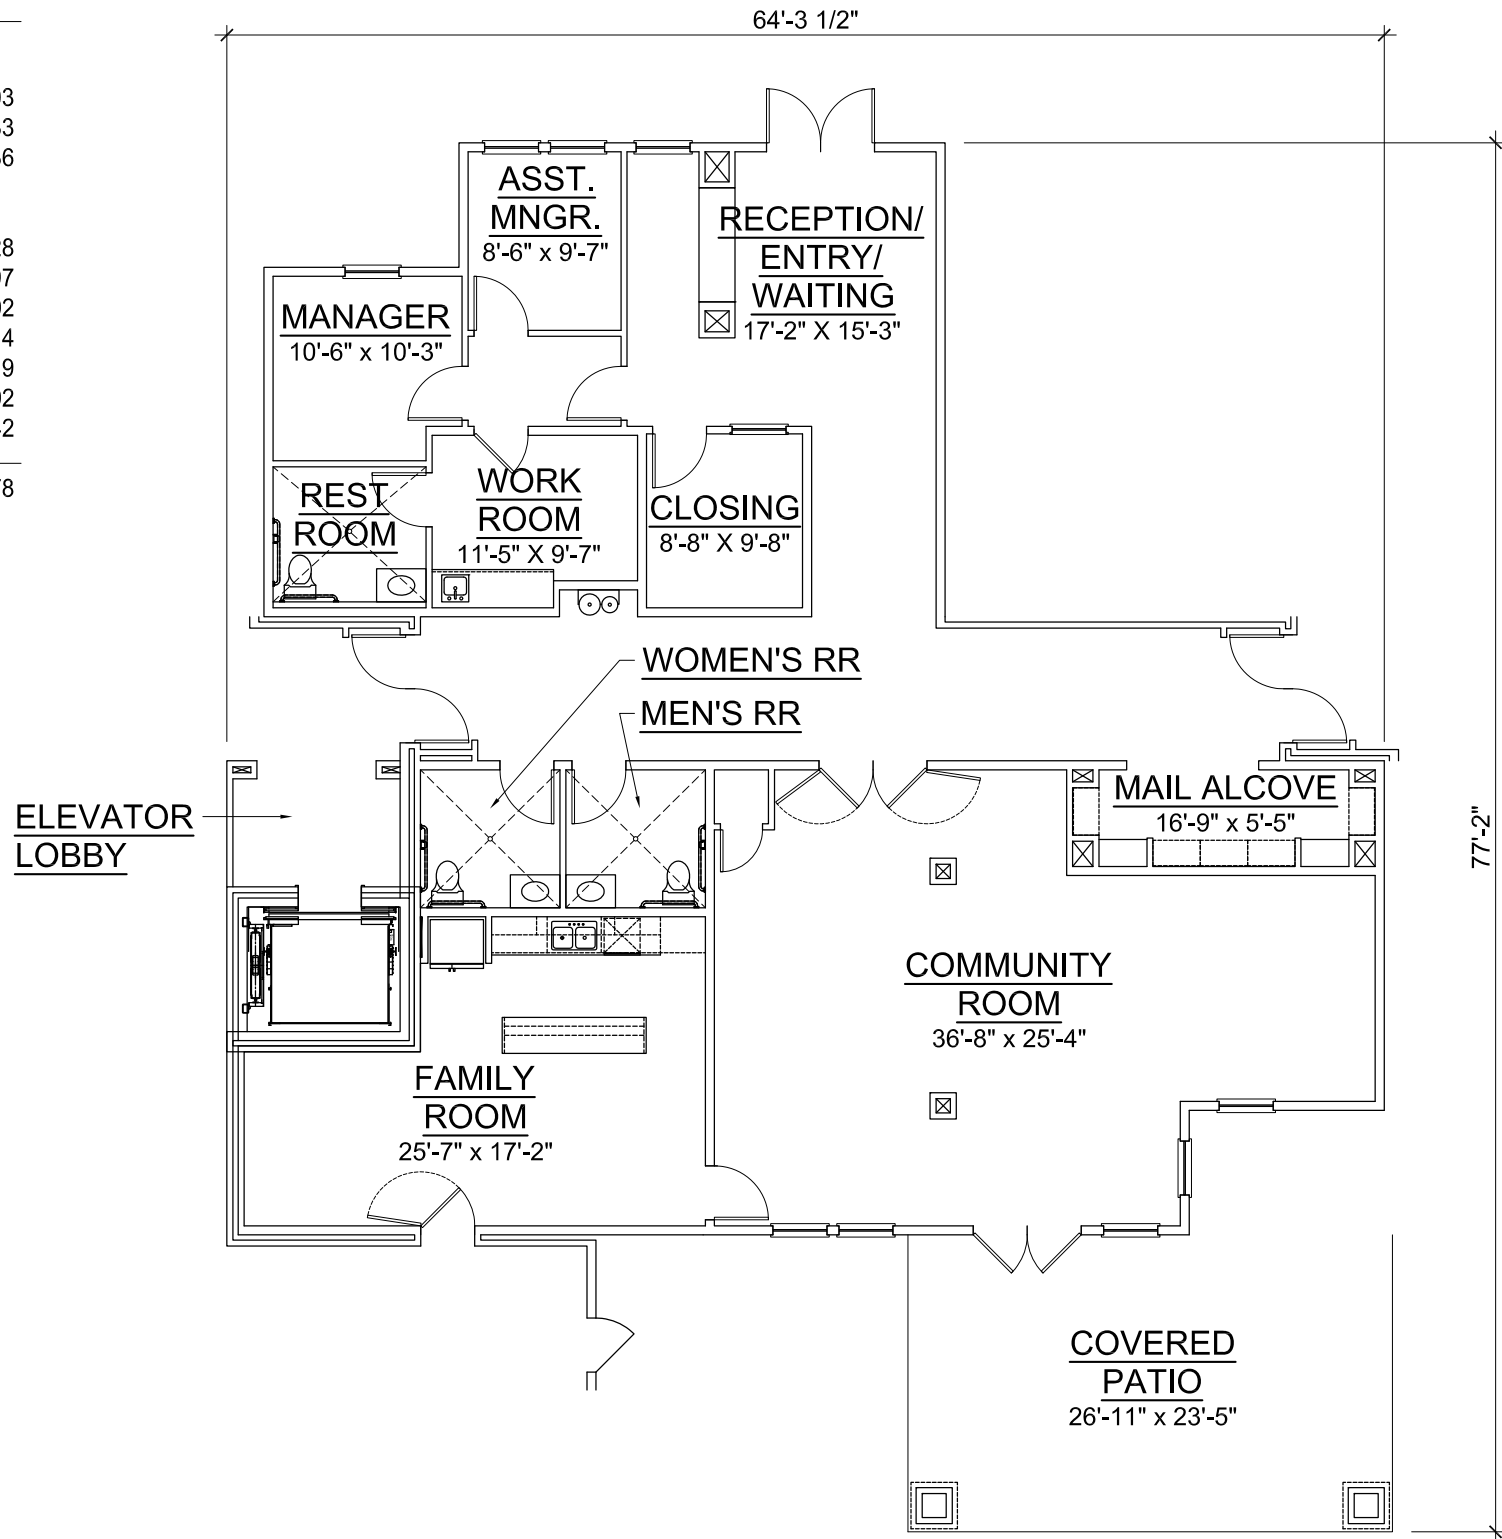 64'-3 1/2"
ASST.
MNGR.
8'-6" x 9'-7"
RECEPTION/
ENTRY/
WAITING
17'-2" X 15'-3"
MANAGER
10'-6" x 10'-3"
REST
ROOM
WORK
ROOM
11'-5" X 9'-7"
CLOSING
8'-8" X 9'-8"
WOMEN'S RR
MEN'S RR
ELEVATOR
LOBBY
MAIL ALCOVE
16'-9" x 5'-5"
77'-2"
COMMUNITY
ROOM
36'-8" x 25'-4"
FAMILY
ROOM
25'-7" x 17'-2"
COVERED
PATIO
26'-11" x 23'-5"